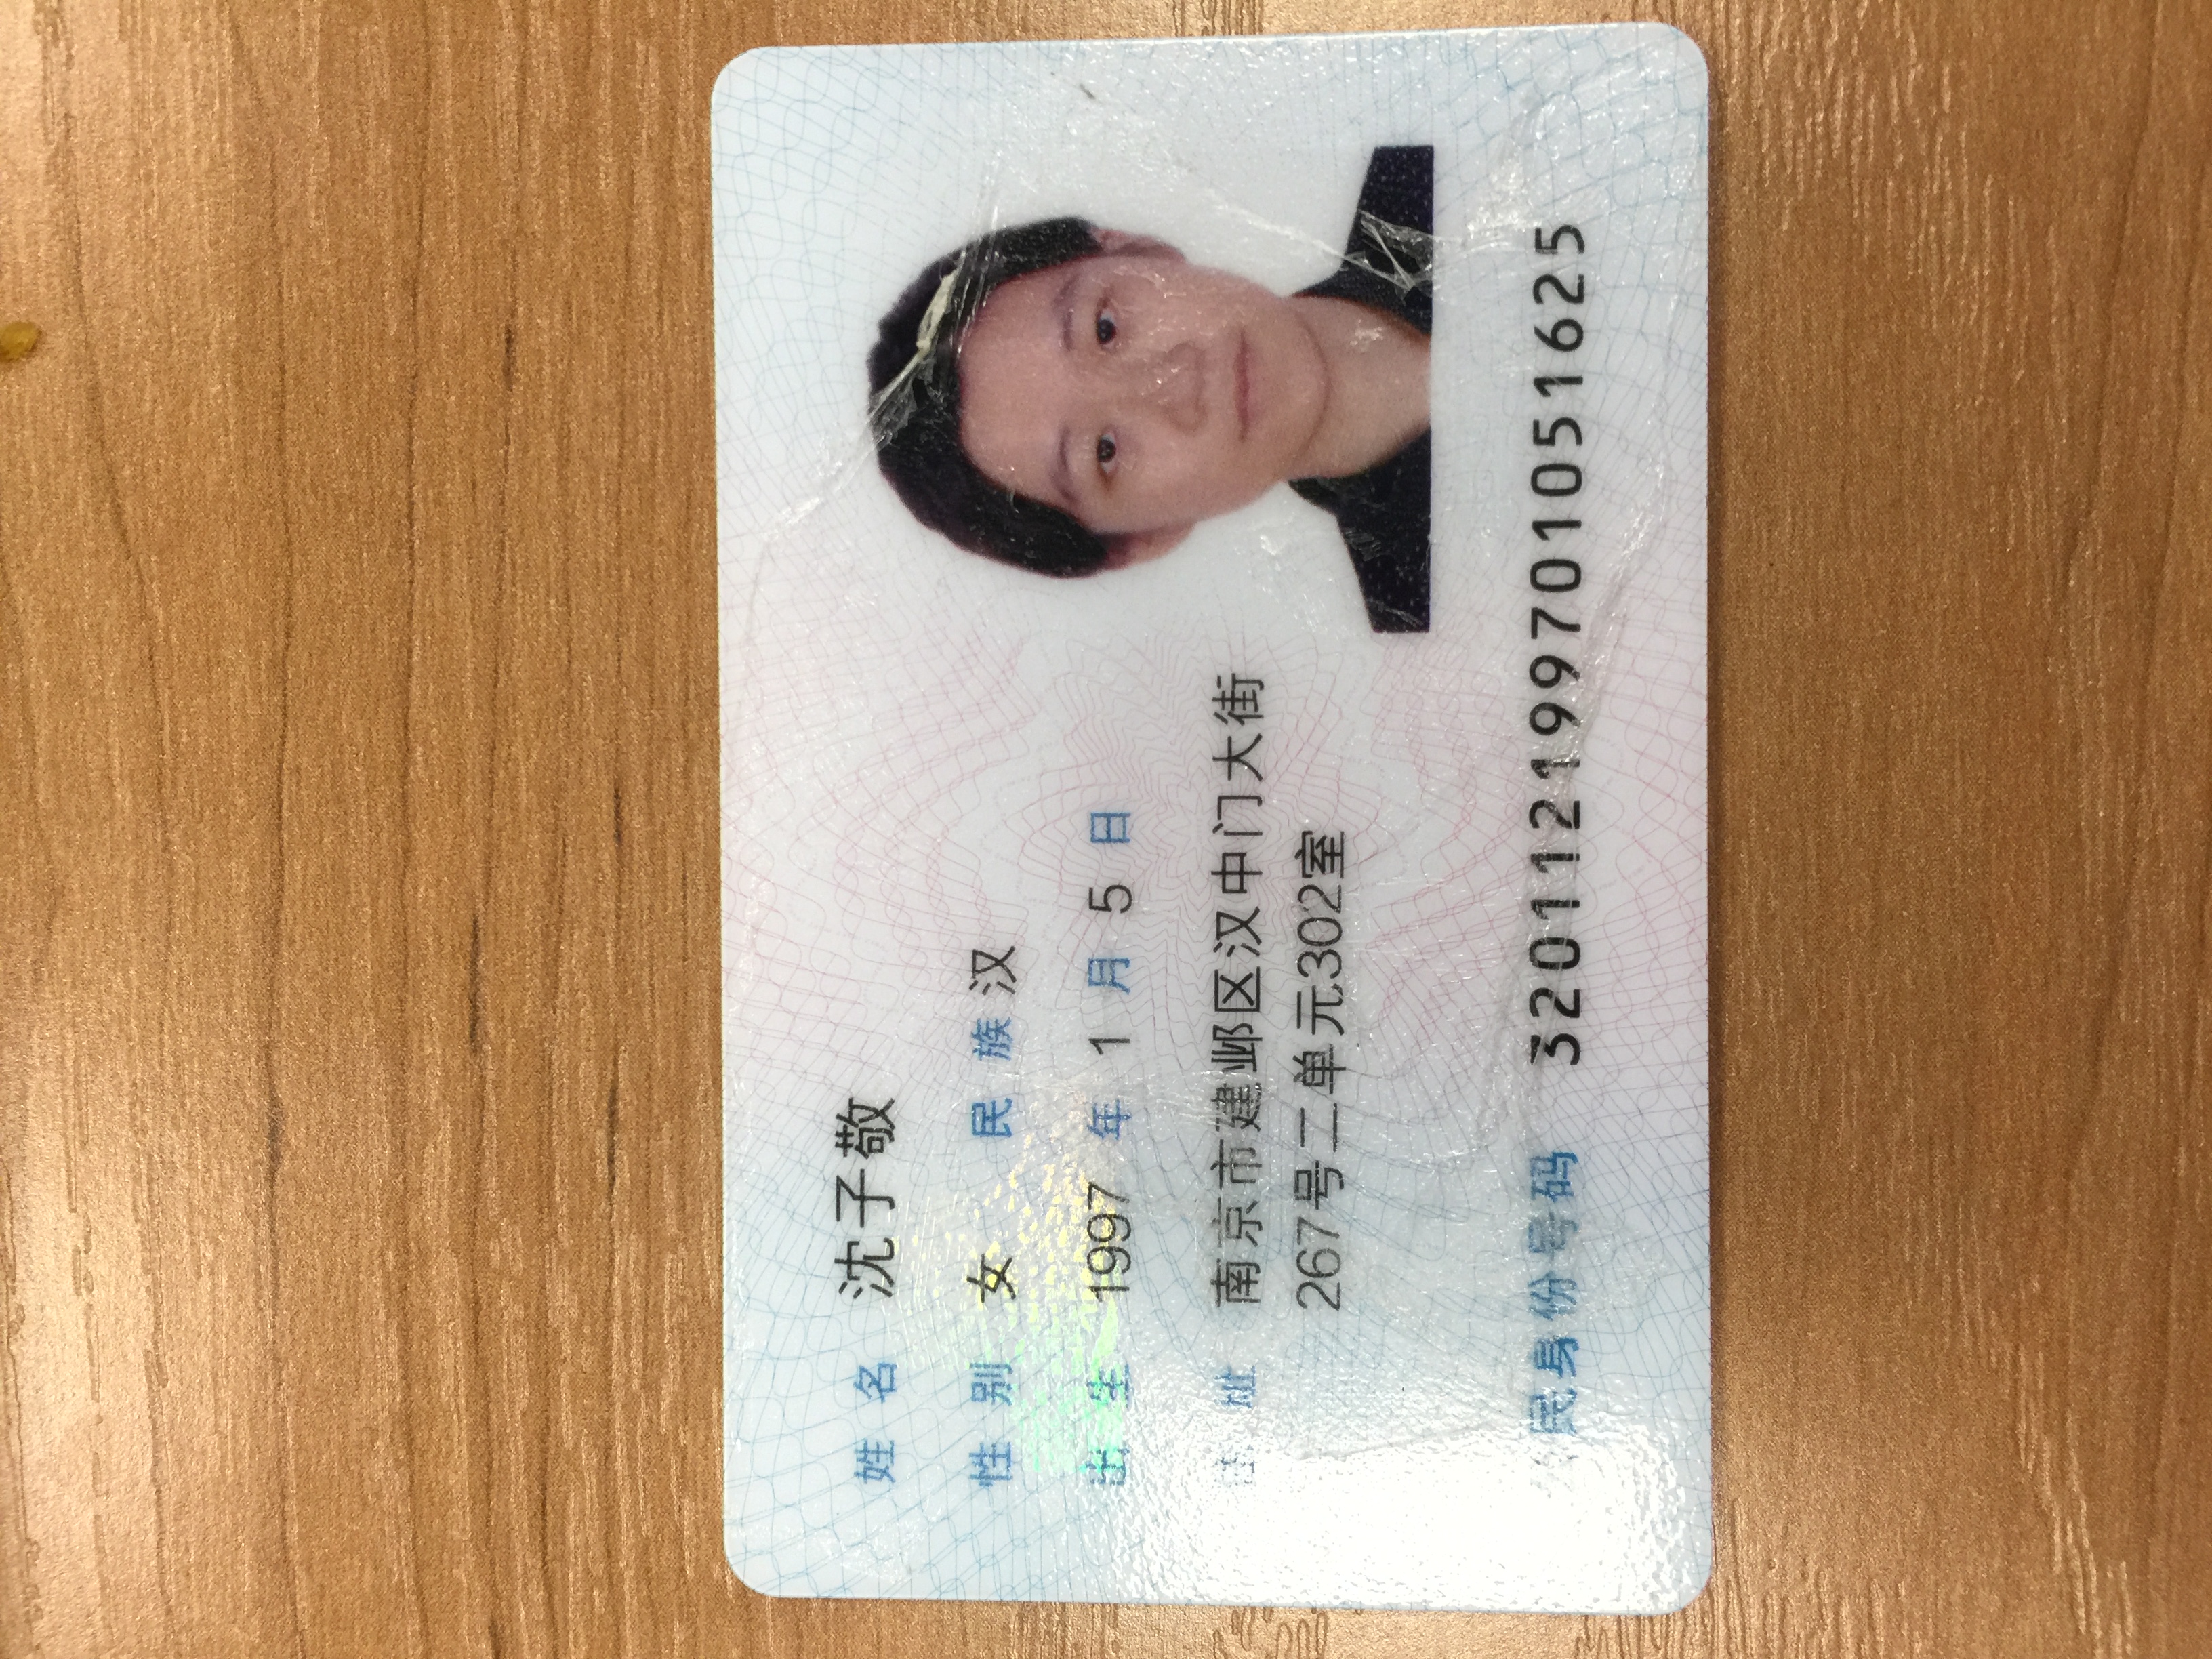 姓名 沈子敬
性别 女 民族 汉
出生 1997 年 1 月 5 日
住址 南京市建邺区汉中门大街
267号二单元302室
民身份号码 320112199701051625